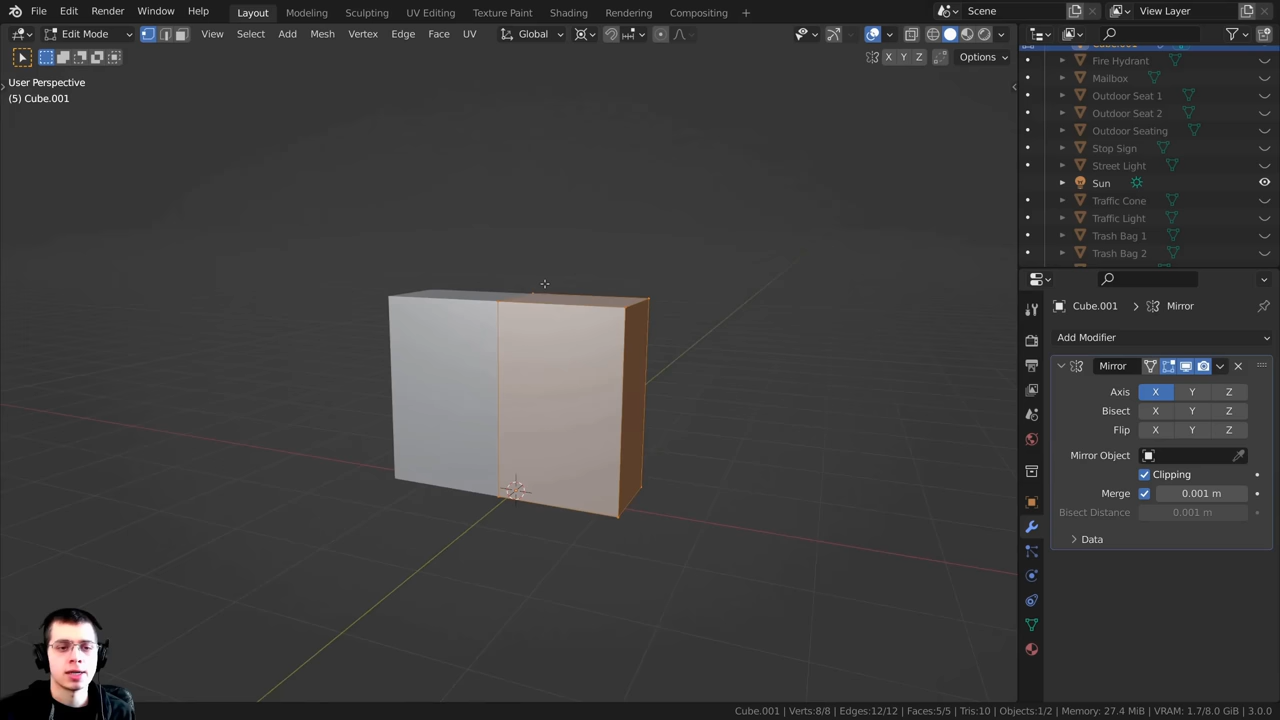 File Edit Render Window Help Layout Modeling Sculpting UV Editing Texture Paint Shading Rendering Compositing + Scene View Layer
Edit Mode View Select Add Mesh Vertex Edge Face UV Global
X Y Z Options
User Perspective
(5) Cube.001
Fire Hydrant
Mailbox
Outdoor Seat 1
Outdoor Seat 2
Outdoor Seating
Stop Sign
Street Light
Sun
Traffic Cone
Traffic Light
Trash Bag 1
Trash Bag 2
Cube.001 > Mirror
Add Modifier
Mirror
Axis X Y Z
Bisect X Y Z
Flip X Y Z
Mirror Object
Clipping
Merge 0.001 m
Bisect Distance 0.001 m
Data
Cube.001 | Verts:8/8 | Edges:12/12 | Faces:5/5 | Tris:10 | Objects:1/2 | Memory: 27.4 MiB | VRAM: 1.7/8.0 GiB | 3.0.0